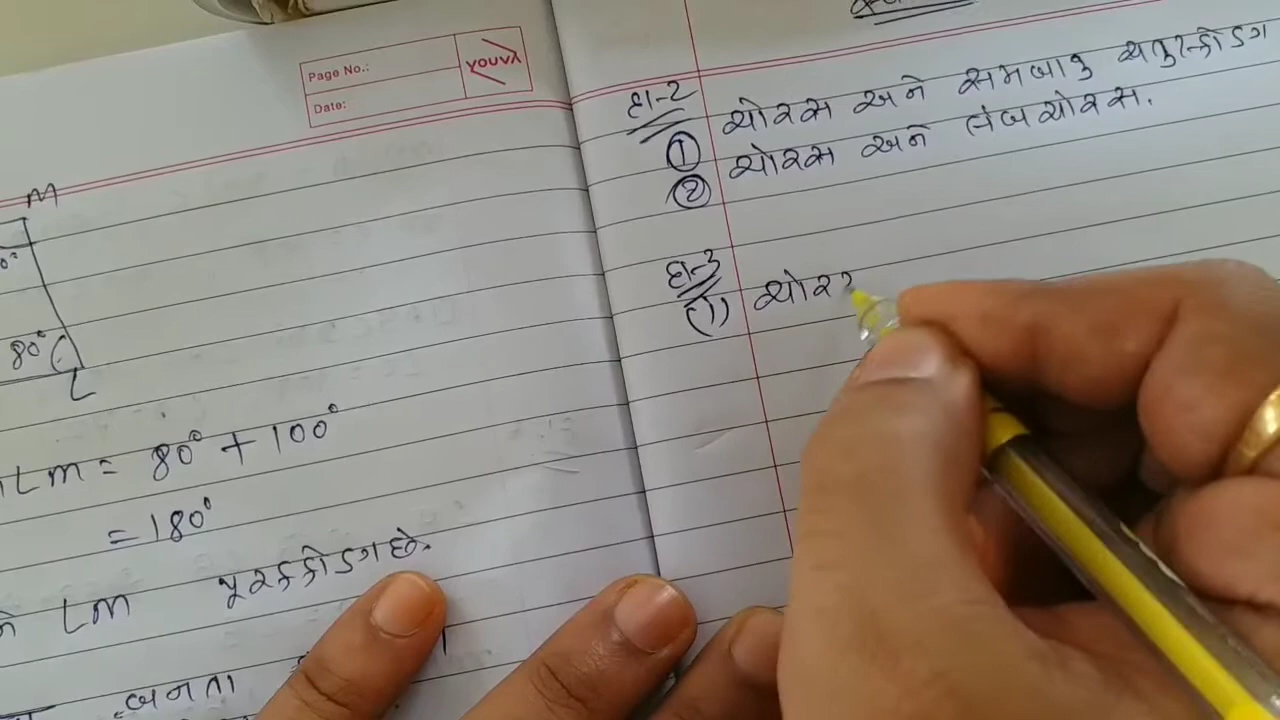 Page No.:
Date:
youva
M
80°
L
LM = 80° + 100°
= 180°
LM પૂરકકોણ છે.
બનતા
દા-2
① ચોરસ અને સમબાજુ ચતુષ્કોણ
② ચોરસ અને લંબચોરસ.
દા-3
(1) ચોર